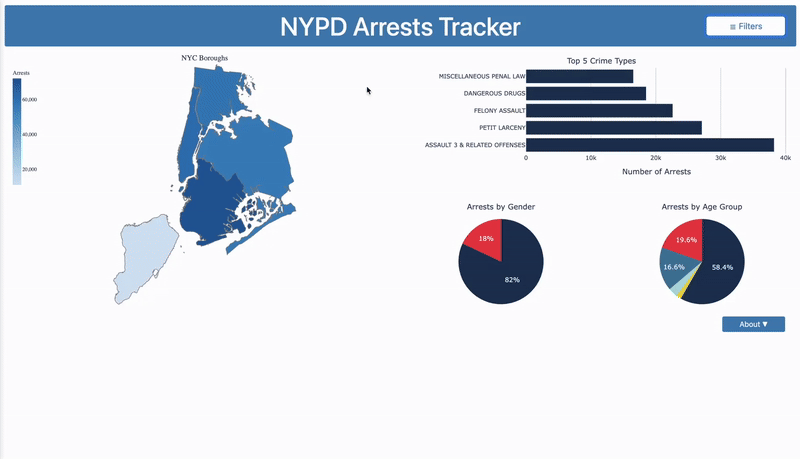 NYPD Arrests Tracker
≡ Filters
NYC Boroughs
Arrests
60,000
40,000
20,000
Top 5 Crime Types
MISCELLANEOUS PENAL LAW
DANGEROUS DRUGS
FELONY ASSAULT
PETIT LARCENY
ASSAULT 3 & RELATED OFFENSES
0 10k 20k 30k 40k
Number of Arrests
Arrests by Gender
18%
82%
Arrests by Age Group
19.6%
16.6%
58.4%
About ▼